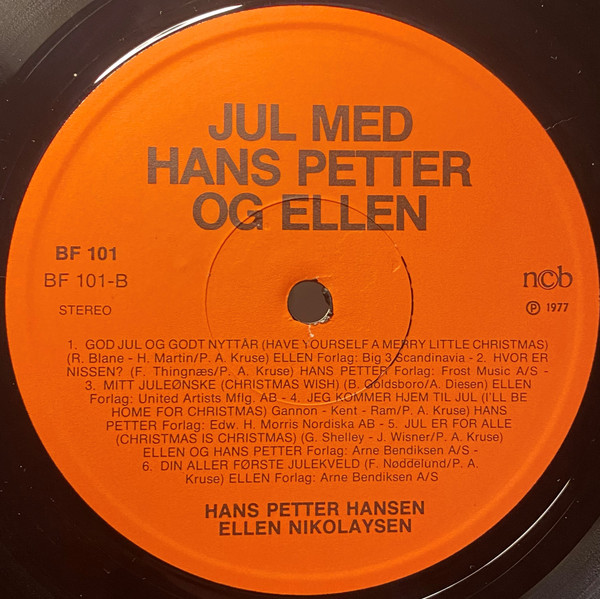 JUL MED
HANS PETTER
OG ELLEN
BF 101
BF 101-B
STEREO
ncb
Ⓟ 1977
1. GOD JUL OG GODT NYTTÅR (HAVE YOURSELF A MERRY LITTLE CHRISTMAS)
(R. Blane - H. Martin/P. A. Kruse) ELLEN Forlag: Big 3 Scandinavia - 2. HVOR ER
NISSEN? (F. Thingnæs/P. A. Kruse) HANS PETTER Forlag: Frost Music A/S -
3. MITT JULEØNSKE (CHRISTMAS WISH) (B. Goldsboro/A. Diesen) ELLEN
Forlag: United Artists Mflg. AB - 4. JEG KOMMER HJEM TIL JUL (I'LL BE
HOME FOR CHRISTMAS) Gannon - Kent - Ram/P. A. Kruse) HANS
PETTER Forlag: Edw. H. Morris Nordiska AB - 5. JUL ER FOR ALLE
(CHRISTMAS IS CHRISTMAS) (G. Shelley - J. Wisner/P. A. Kruse)
ELLEN OG HANS PETTER Forlag: Arne Bendiksen A/S -
6. DIN ALLER FØRSTE JULEKVELD (F. Nøddelund/P. A.
Kruse) ELLEN Forlag: Arne Bendiksen A/S
HANS PETTER HANSEN
ELLEN NIKOLAYSEN